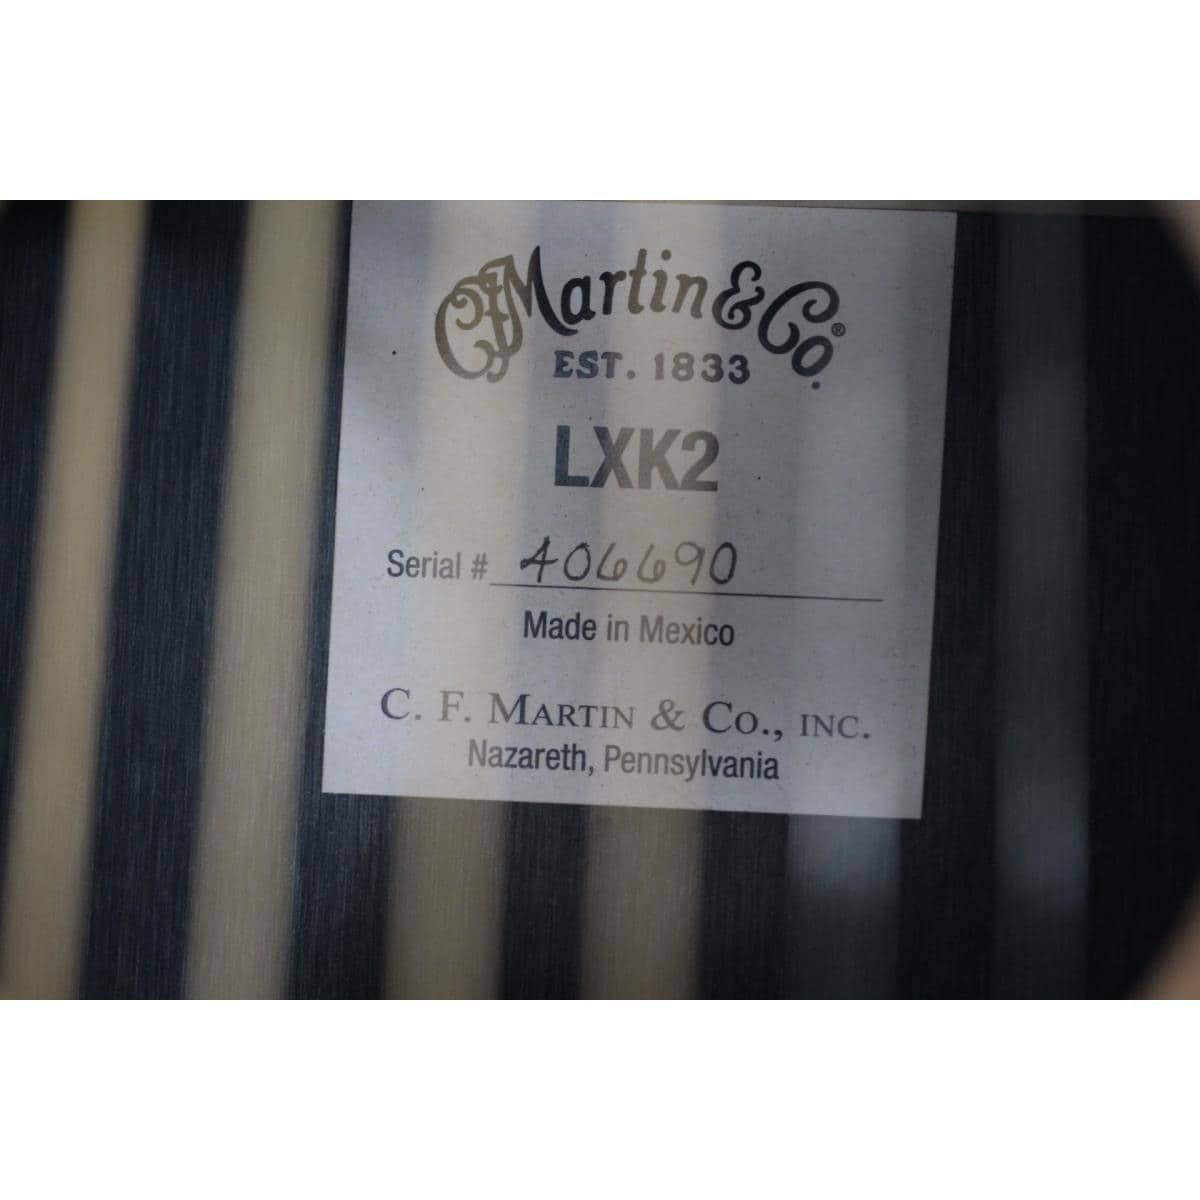 CFMartin & Co.®
EST. 1833
LXK2
Serial # 406690
Made in Mexico
C. F. MARTIN & CO., INC.
Nazareth, Pennsylvania